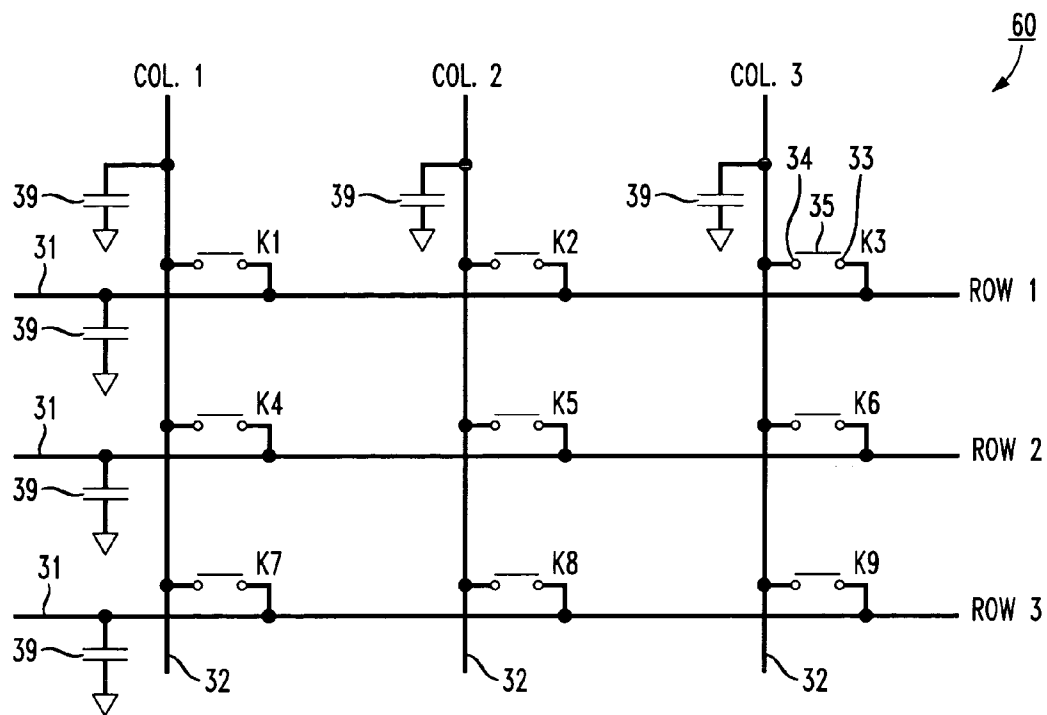 60
COL. 1 COL. 2 COL. 3
39 39 39 34 33
35
31 K1 K2 K3
ROW 1
39
31 K4 K5 K6
ROW 2
39
31 K7 K8 K9
ROW 3
39
32 32 32